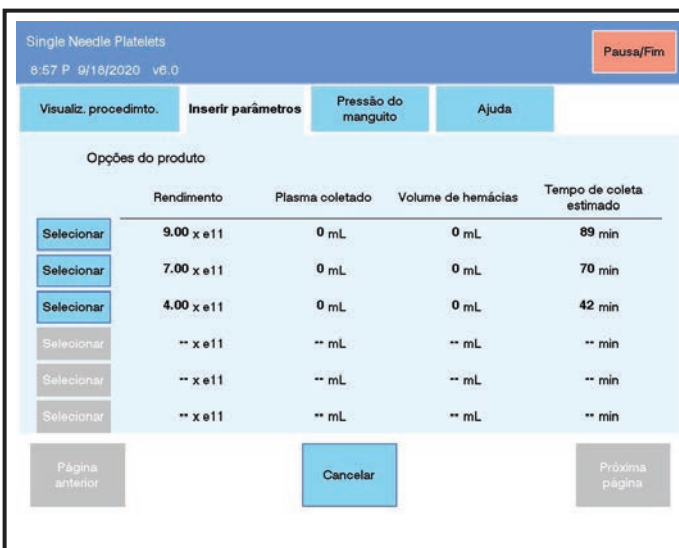 Single Needle Platelets
8:57 P 9/18/2020 v6.0
Pausa/Fim
Visualiz. procedimto.
Inserir parâmetros
Pressão do
manguito
Ajuda
Opções do produto
Rendimento Plasma coletado Volume de hemácias Tempo de coleta
estimado
Selecionar 9.00 x e11 0 mL 0 mL 89 min
Selecionar 7.00 x e11 0 mL 0 mL 70 min
Selecionar 4.00 x e11 0 mL 0 mL 42 min
Selecionar -- x e11 -- mL -- mL -- min
Selecionar -- x e11 -- mL -- mL -- min
Selecionar -- x e11 -- mL -- mL -- min
Página
anterior
Cancelar
Próxima
página